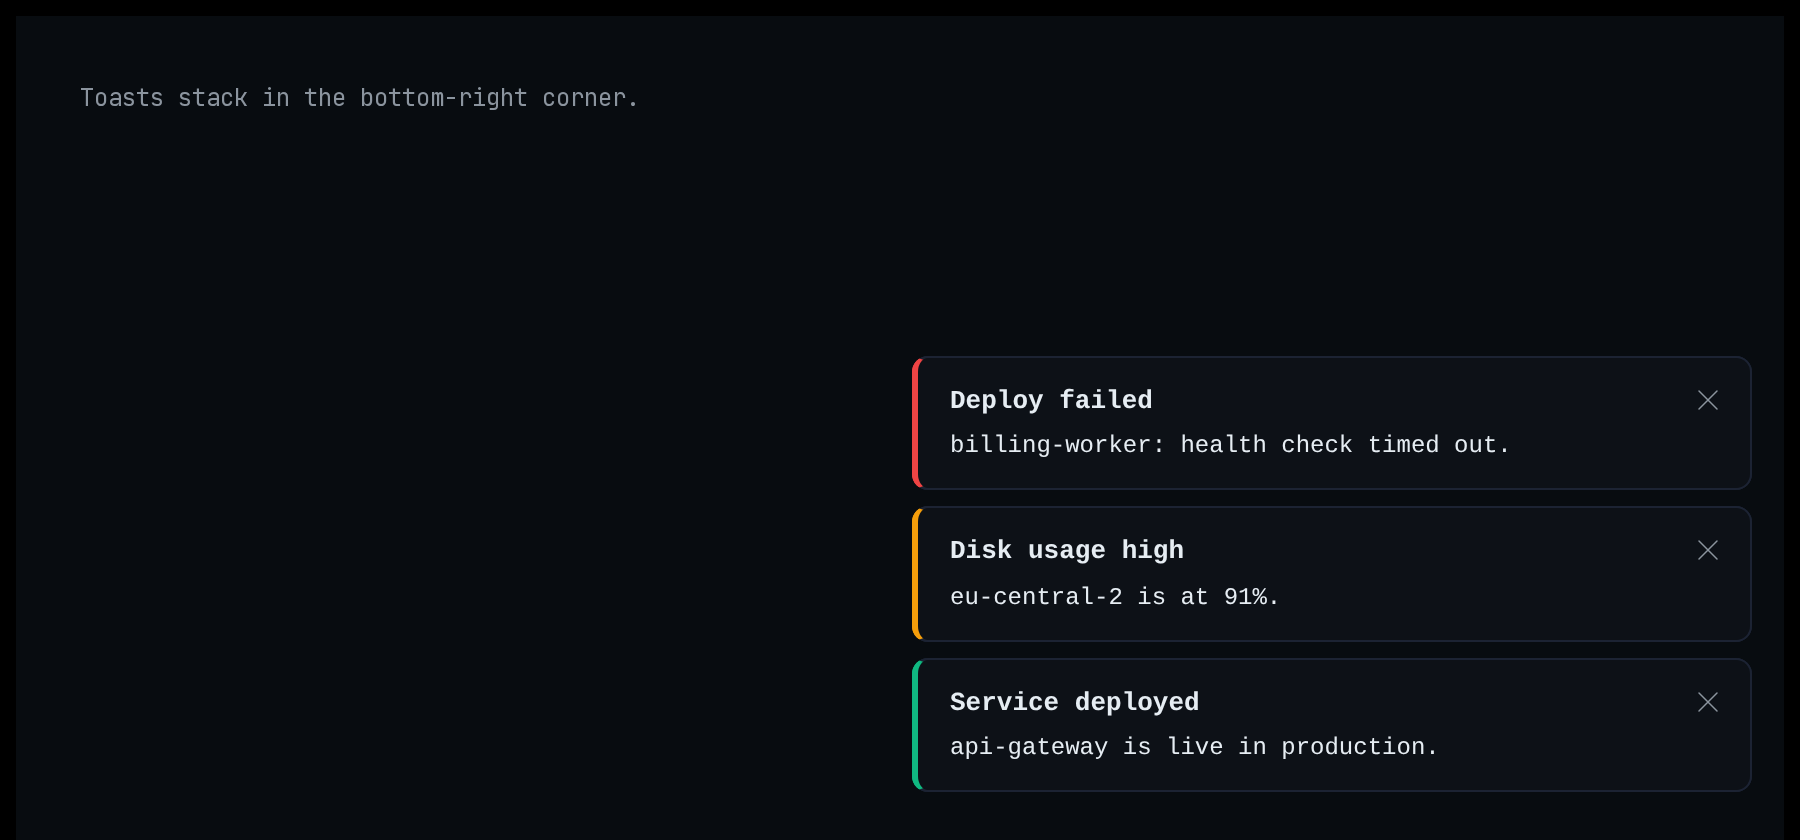 Toasts stack in the bottom-right corner.
Deploy failed
billing-worker: health check timed out.
Disk usage high
eu-central-2 is at 91%.
Service deployed
api-gateway is live in production.